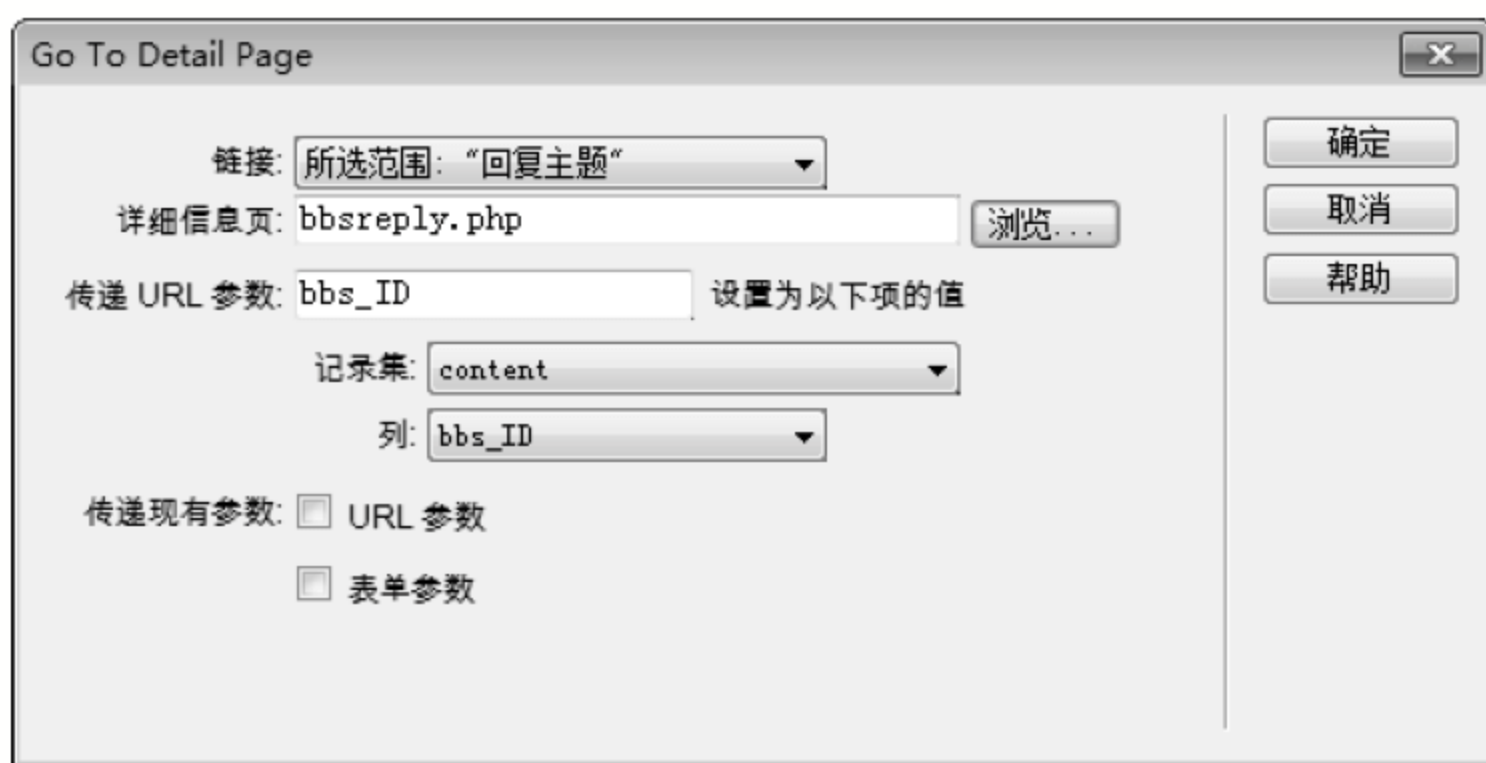 Go To Detail Page
链接: 所选范围: “回复主题” 确定
详细信息页: bbsreply.php 浏览... 取消
传递 URL 参数: bbs_ID 设置为以下项的值 帮助
记录集: content
列: bbs_ID
传递现有参数: URL 参数
表单参数